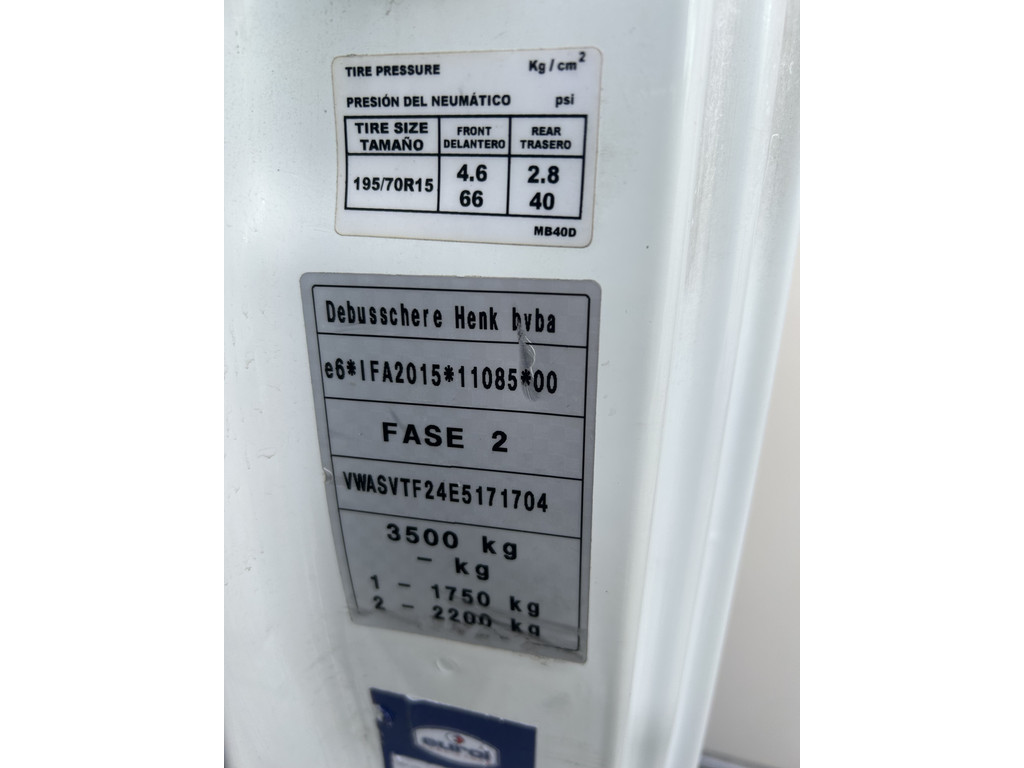 TIRE PRESSURE Kg/cm²
PRESIÓN DEL NEUMÁTICO psi
TIRE SIZE TAMAÑO FRONT DELANTERO REAR TRASERO
195/70R15 4.6 66 2.8 40
MB40D
Debusschere Henk bvba
e6*IFA2015*11085*00
FASE 2
VWASVTF24E5171704
3500 kg
- kg
1 - 1750 kg
2 - 2200 kg
eurol